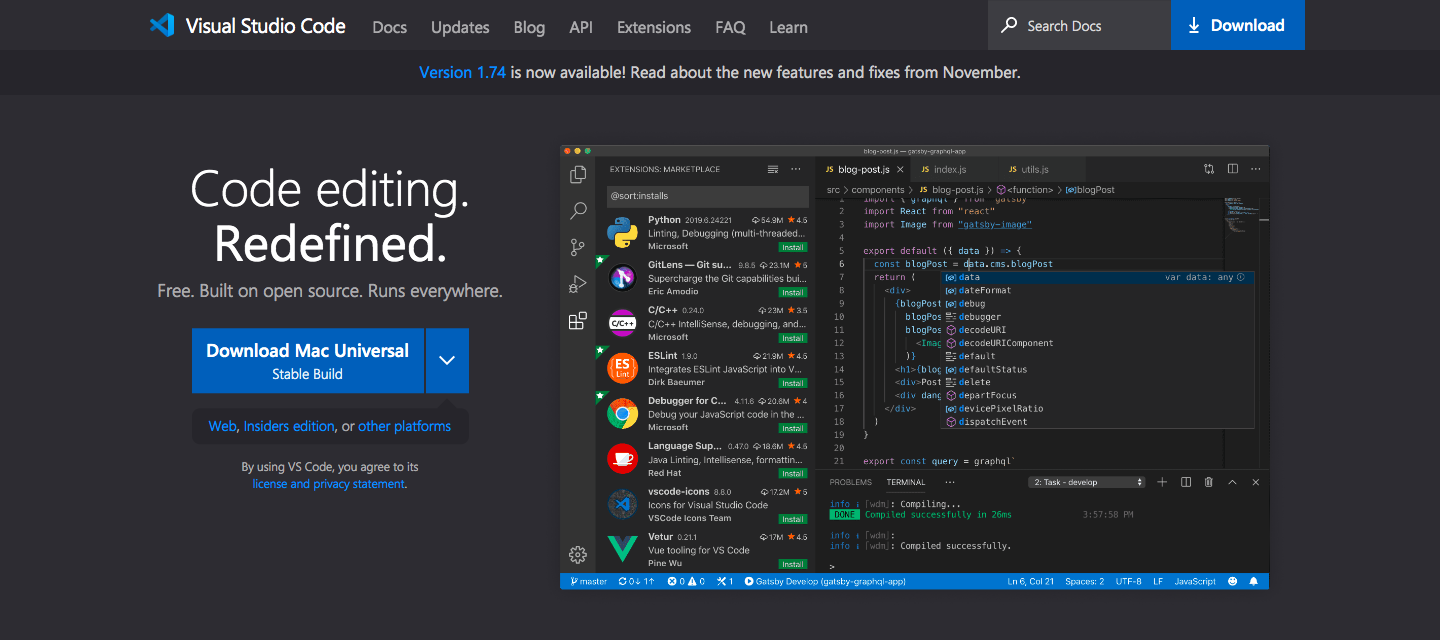 Visual Studio Code Docs Updates Blog API Extensions FAQ Learn Search Docs Download
Version 1.74 is now available! Read about the new features and fixes from November.
Code editing.
Redefined.
Free. Built on open source. Runs everywhere.
Download Mac Universal
Stable Build
Web, Insiders edition, or other platforms
By using VS Code, you agree to its
license and privacy statement.
blog-post.js — gatsby-graphql-app
EXTENSIONS: MARKETPLACE
@sort:installs
Python 2019.6.24221 54.9M 4.5
Linting, Debugging (multi-threaded...
Microsoft Install
GitLens — Git su... 9.8.5 23.1M 5
Supercharge the Git capabilities bui...
Eric Amodio Install
C/C++ 0.24.0 23M 3.5
C/C++ IntelliSense, debugging, and...
Microsoft Install
ESLint 1.9.0 21.9M 4.5
Integrates ESLint JavaScript into V...
Dirk Baeumer Install
Debugger for C... 4.11.6 20.6M 4
Debug your JavaScript code in the ...
Microsoft Install
Language Sup... 0.47.0 18.6M 4.5
Java Linting, Intellisense, formattin...
Red Hat Install
vscode-icons 8.8.0 17.2M 5
Icons for Visual Studio Code
VSCode Icons Team Install
Vetur 0.21.1 17M 4.5
Vue tooling for VS Code
Pine Wu Install
C/C++
ES
Lint
JS blog-post.js JS index.js JS utils.js
src > components > JS blog-post.js > <function> > blogPost
1 import { graphql } from "gatsby"
2 import React from "react"
3 import Image from "gatsby-image"
4
5 export default ({ data }) => {
6 const blogPost = data.cms.blogPost
7 return (
8 <div>
9 {blogPost
10 blogPo
11 blogPo
12 <Imag
13 )}
14 <h1>{blog
15 <div>Post
16 <div dang
17 </div>
18 )
19 }
20
21 export const query = graphql`
data var data: any
dateFormat
debug
debugger
decodeURI
decodeURIComponent
default
defaultStatus
delete
departFocus
devicePixelRatio
dispatchEvent
PROBLEMS TERMINAL ... 2: Task - develop
info : [wdm]: Compiling...
DONE Compiled successfully in 26ms 3:57:58 PM
info : [wdm]:
info : [wdm]: Compiled successfully.
>
master 0↓ 1↑ 0 0 1 Gatsby Develop (gatsby-graphql-app) Ln 6, Col 21 Spaces: 2 UTF-8 LF JavaScript